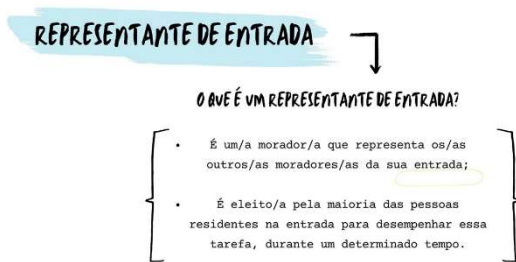 REPRESENTANTE DE ENTRADA
O QUE É UM REPRESENTANTE DE ENTRADA?
• É um/a morador/a que representa os/as
outros/as moradores/as da sua entrada;
• É eleito/a pela maioria das pessoas
residentes na entrada para desempenhar essa
tarefa, durante um determinado tempo.